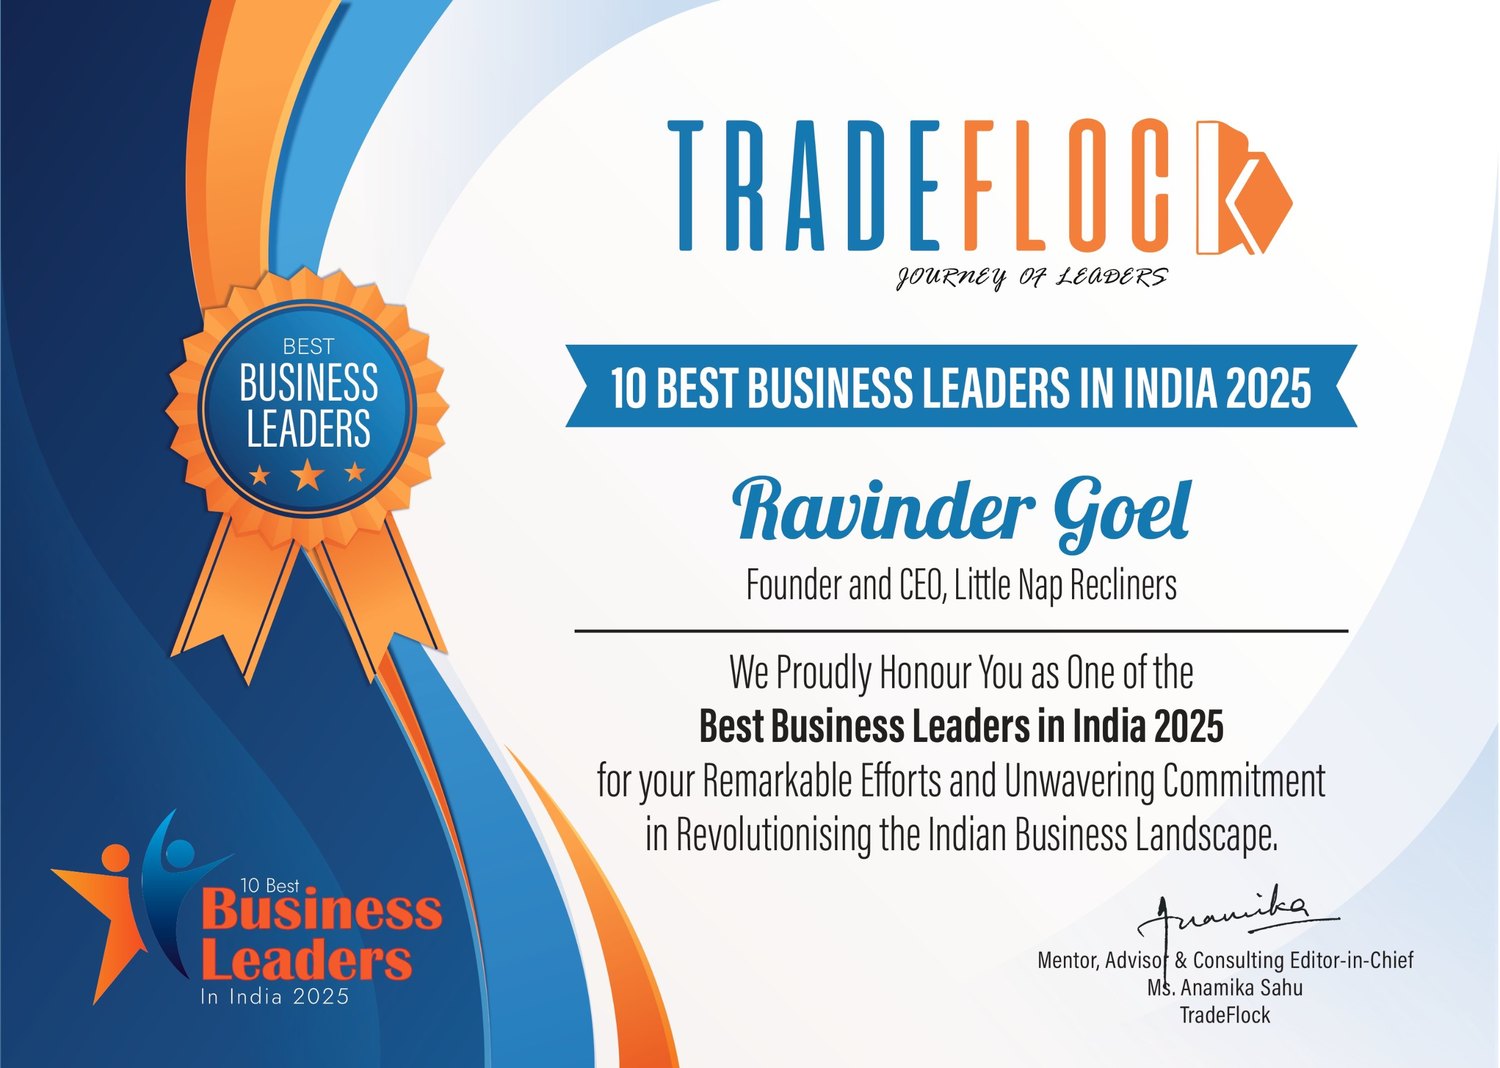 TRADEFLOCK
JOURNEY OF LEADERS
BEST
BUSINESS
LEADERS
10 BEST BUSINESS LEADERS IN INDIA 2025
Ravinder Goel
Founder and CEO, Little Nap Recliners
We Proudly Honour You as One of the
Best Business Leaders in India 2025
for your Remarkable Efforts and Unwavering Commitment
in Revolutionising the Indian Business Landscape.
10 Best
Business
Leaders
In India 2025
Anamika
Mentor, Advisor & Consulting Editor-in-Chief
Ms. Anamika Sahu
TradeFlock